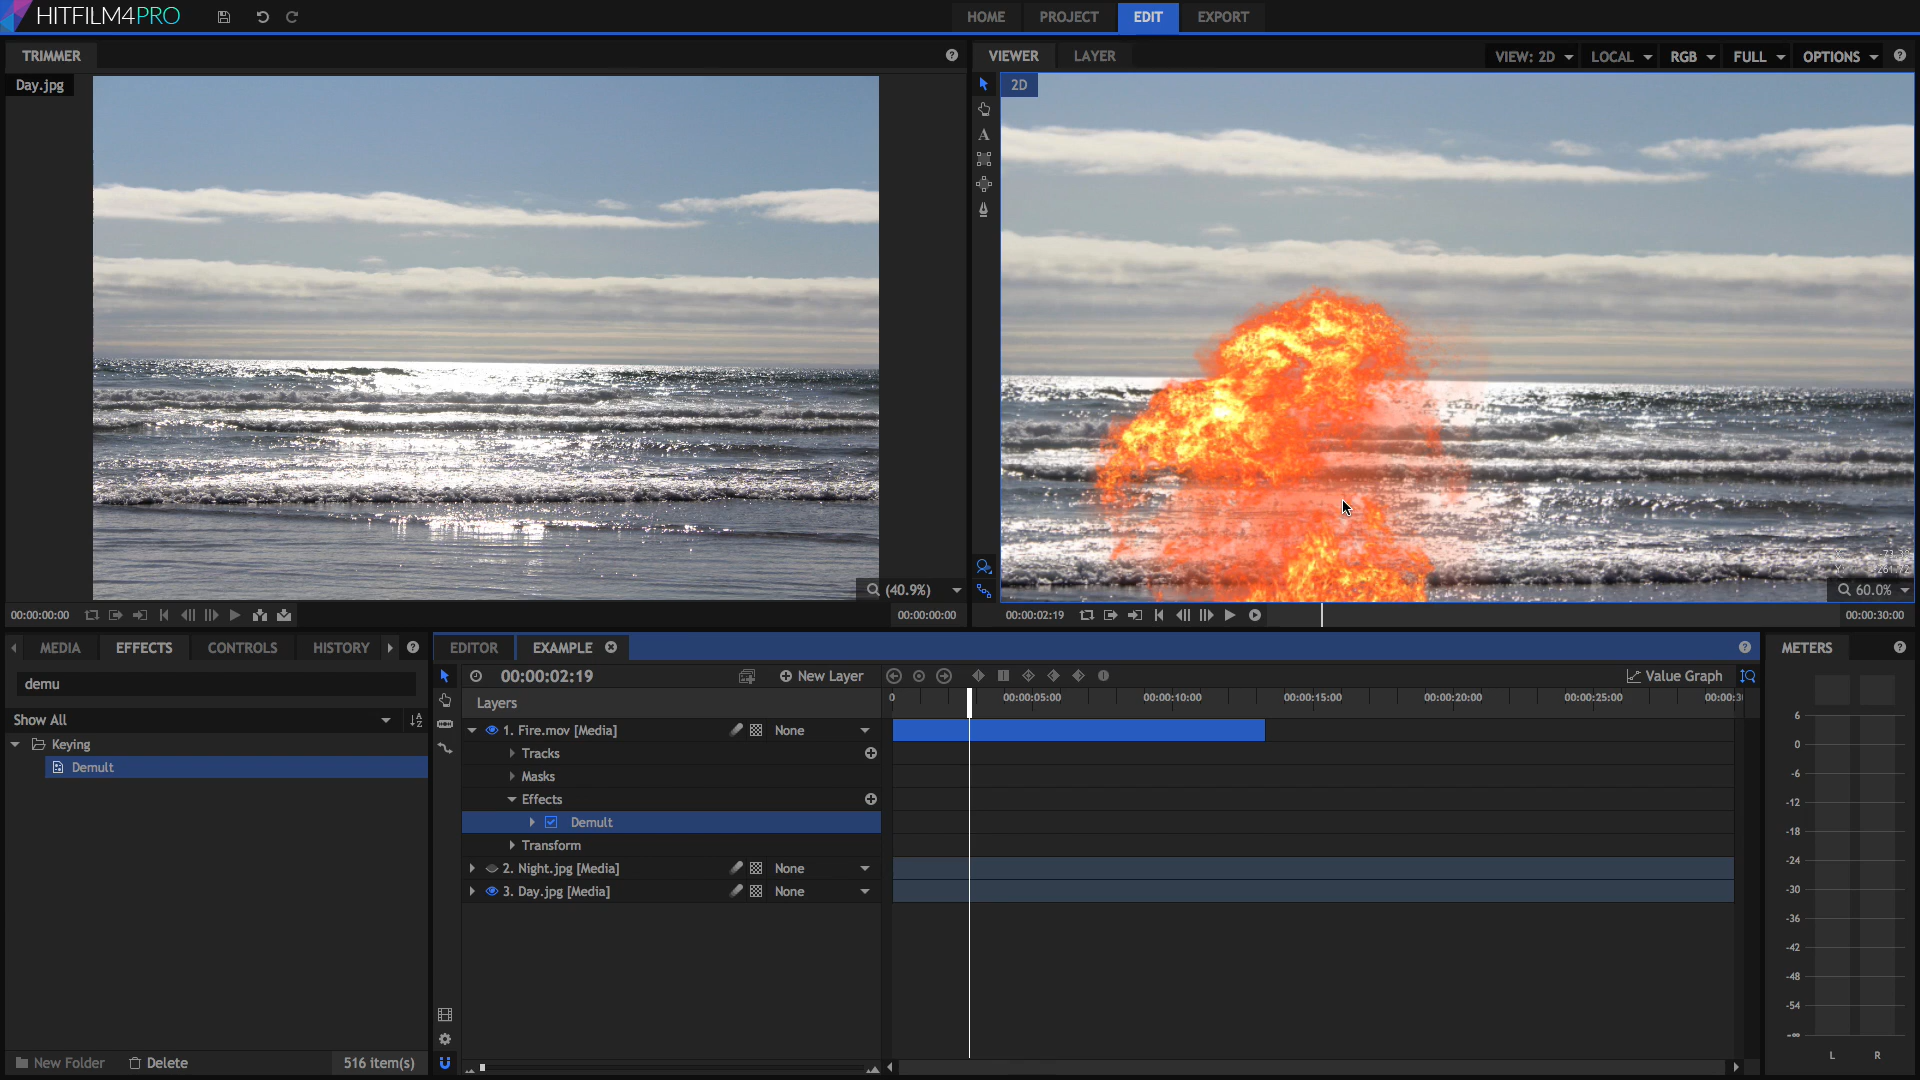 HITFILM4PRO
HOME PROJECT EDIT EXPORT
TRIMMER
VIEWER LAYER VIEW: 2D LOCAL RGB FULL OPTIONS
Day.jpg
2D
A
(40.9%)
60.0%
00:00:00:00 00:00:00:00
00:00:02:19 00:00:30:00
MEDIA EFFECTS CONTROLS HISTORY
EDITOR EXAMPLE
METERS
demu
Show All
Keying
Demult
00:00:02:19 New Layer Value Graph
Layers
0 00:00:05:00 00:00:10:00 00:00:15:00 00:00:20:00 00:00:25:00
1. Fire.mov [Media] None
Tracks
Masks
Effects
Demult
Transform
2. Night.jpg [Media] None
3. Day.jpg [Media] None
6
0
-6
-12
-18
-24
-30
-36
-42
-48
-54
-∞
L R
New Folder Delete 516 item(s)